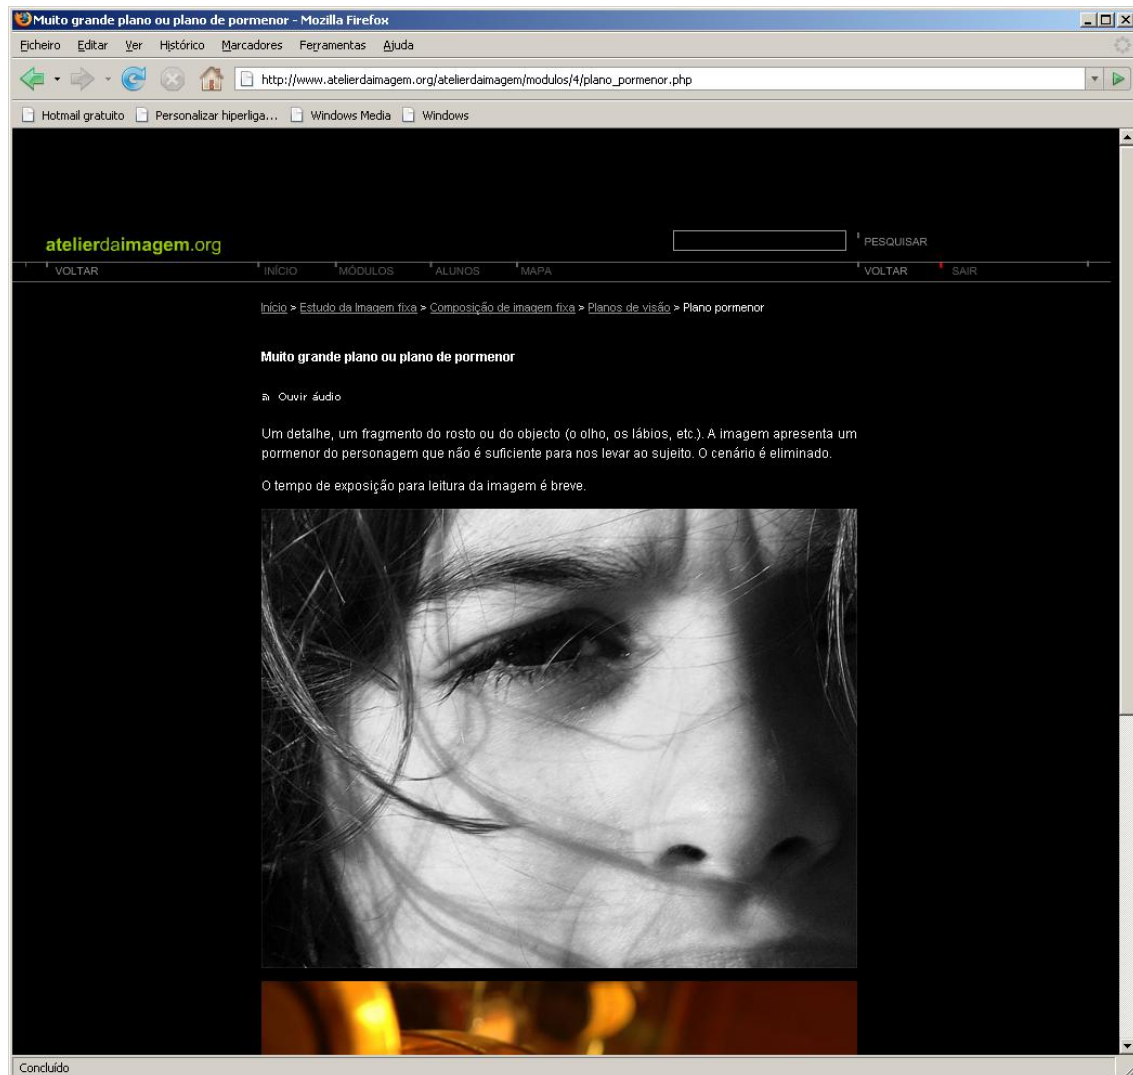 Muito grande plano ou plano de pormenor - Mozilla Firefox
Ficheiro Editar Ver Histórico Marcadores Ferramentas Ajuda
http://www.atelierdaimagem.org/atelierdaimagem/modulos/4/plano_pormenor.php
Hotmail gratuito Personalizar hiperliga... Windows Media Windows
atelierdaimagem.org PESQUISAR
VOLTAR INÍCIO MÓDULOS ALUNOS MAPA VOLTAR SAIR
Início > Estudo da Imagem fixa > Composição de imagem fixa > Planos de visão > Plano pormenor
Muito grande plano ou plano de pormenor
Ouvir áudio
Um detalhe, um fragmento do rosto ou do objecto (o olho, os lábios, etc.). A imagem apresenta um
pormenor do personagem que não é suficiente para nos levar ao sujeito. O cenário é eliminado.
O tempo de exposição para leitura da imagem é breve.
Concluído